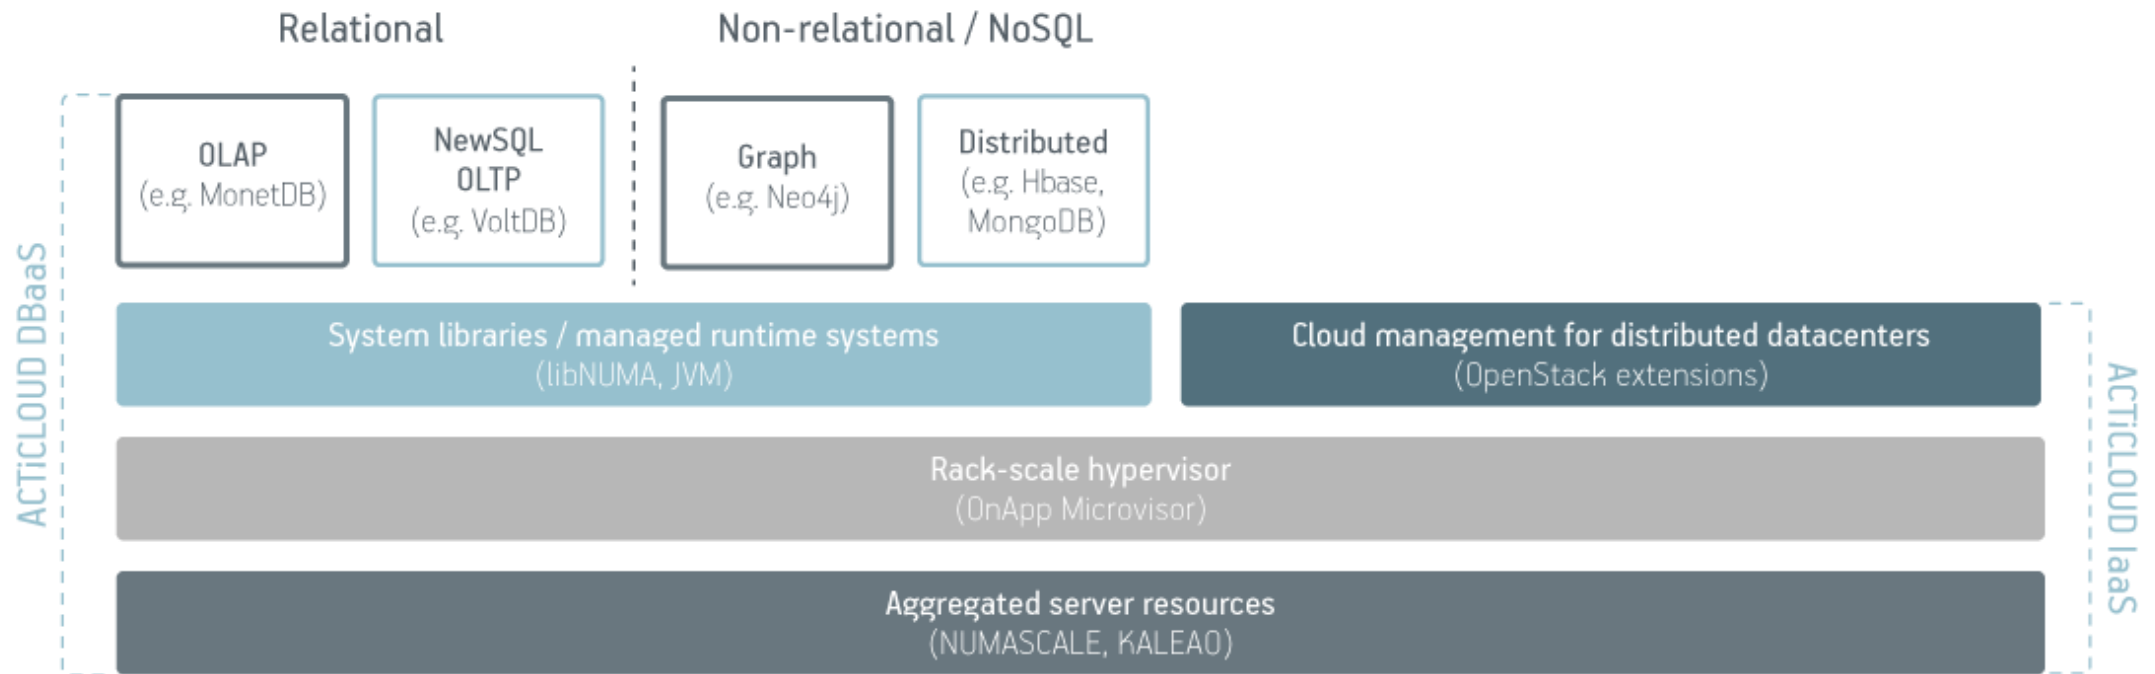 Relational
Non-relational / NoSQL
OLAP
(e.g. MonetDB)
NewSQL
OLTP
(e.g. VoltDB)
Graph
(e.g. Neo4j)
Distributed
(e.g. Hbase,
MongoDB)
ACTiCLOUD DBaaS
System libraries / managed runtime systems
(libNUMA, JVM)
Cloud management for distributed datacenters
(OpenStack extensions)
ACTiCLOUD IaaS
Rack-scale hypervisor
(OnApp Microvisor)
Aggregated server resources
(NUMASCALE, KALEAO)